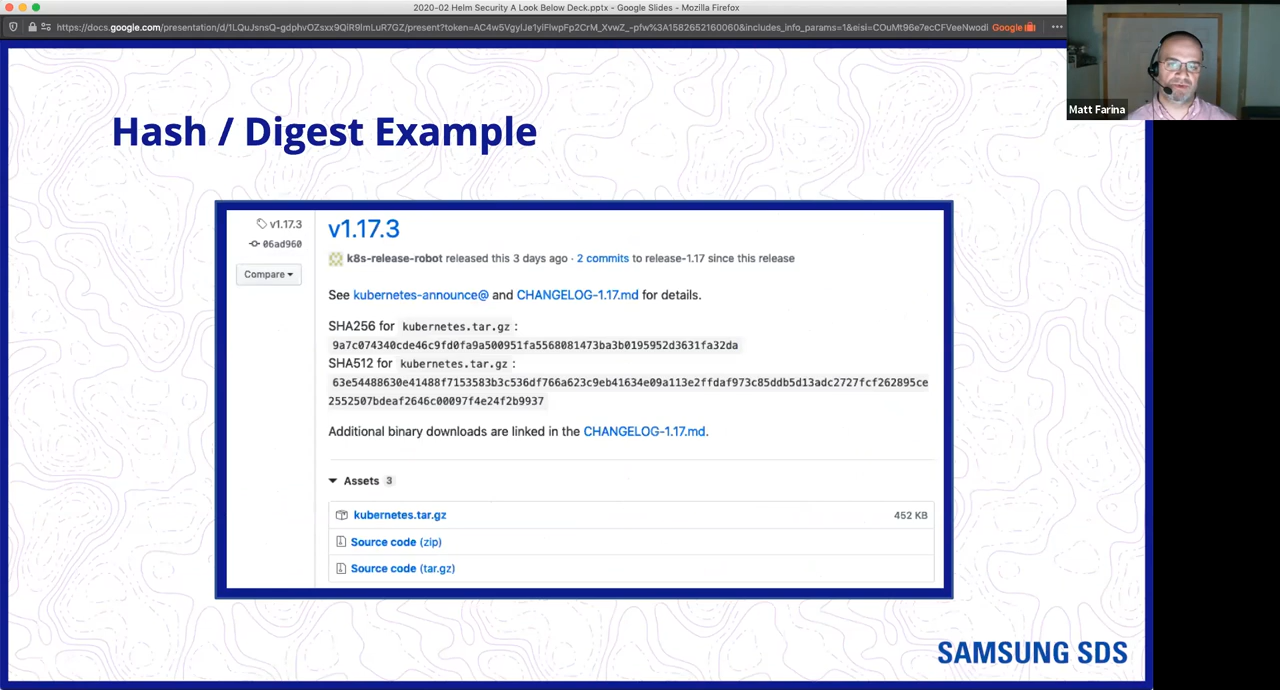 2020-02 Helm Security A Look Below Deck.pptx - Google Slides - Mozilla Firefox
Google
Matt Farina
Hash / Digest Example
v1.17.3
06ad960
Compare
v1.17.3
k8s-release-robot released this 3 days ago · 2 commits to release-1.17 since this release
See kubernetes-announce@ and CHANGELOG-1.17.md for details.
SHA256 for kubernetes.tar.gz :
9a7c074340cde46c9fd0fa9a500951fa5568081473ba3b0195952d3631fa32da
SHA512 for kubernetes.tar.gz :
63e54488630e41488f7153583b3c536df766a623c9eb41634e09a113e2ffdaf973c85ddb5d13adc2727fcf262895ce
2552507bdeaf2646c00097f4e24f2b9937
Additional binary downloads are linked in the CHANGELOG-1.17.md.
Assets 3
kubernetes.tar.gz 452 KB
Source code (zip)
Source code (tar.gz)
SAMSUNG SDS